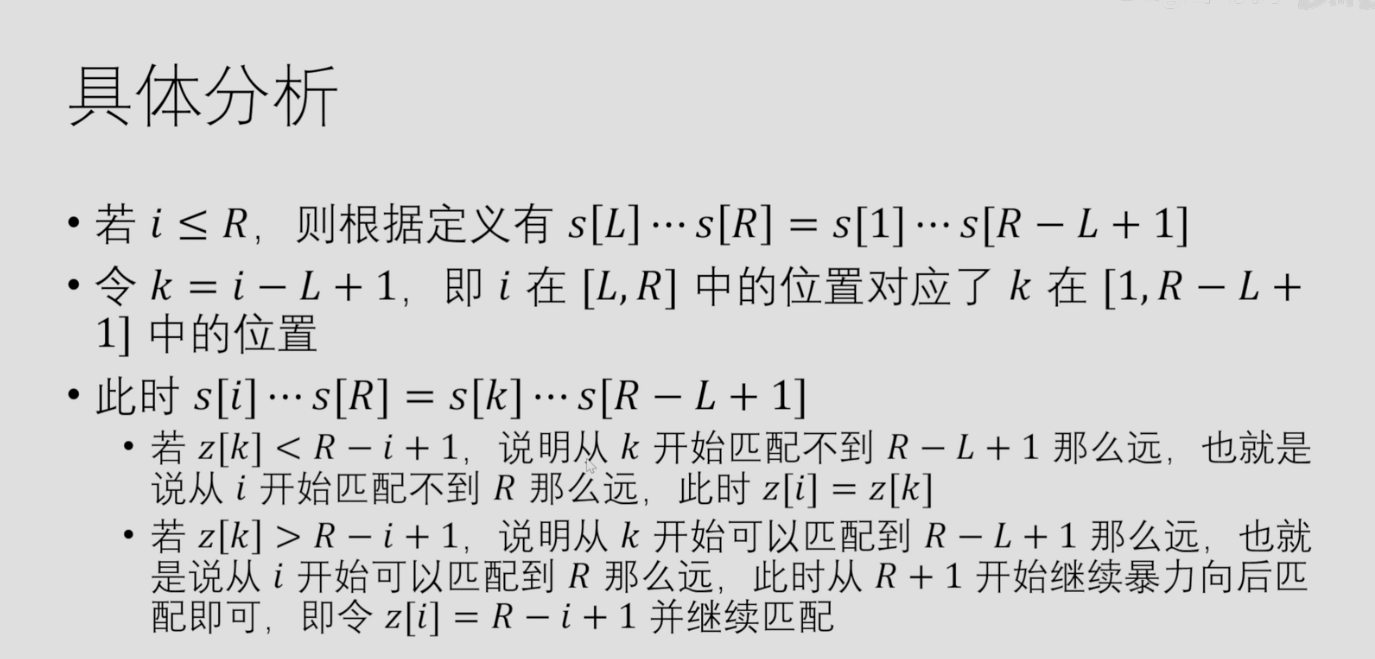 具体分析
• 若 i ≤ R，则根据定义有 s[L] ⋯ s[R] = s[1] ⋯ s[R − L + 1]
• 令 k = i − L + 1，即 i 在 [L, R] 中的位置对应了 k 在 [1, R − L +
1] 中的位置
• 此时 s[i] ⋯ s[R] = s[k] ⋯ s[R − L + 1]
• 若 z[k] < R − i + 1，说明从 k 开始匹配不到 R − L + 1 那么远，也就是
说从 i 开始匹配不到 R 那么远，此时 z[i] = z[k]
• 若 z[k] > R − i + 1，说明从 k 开始可以匹配到 R − L + 1 那么远，也就
是说从 i 开始可以匹配到 R 那么远，此时从 R + 1 开始继续暴力向后匹
配即可，即令 z[i] = R − i + 1 并继续匹配